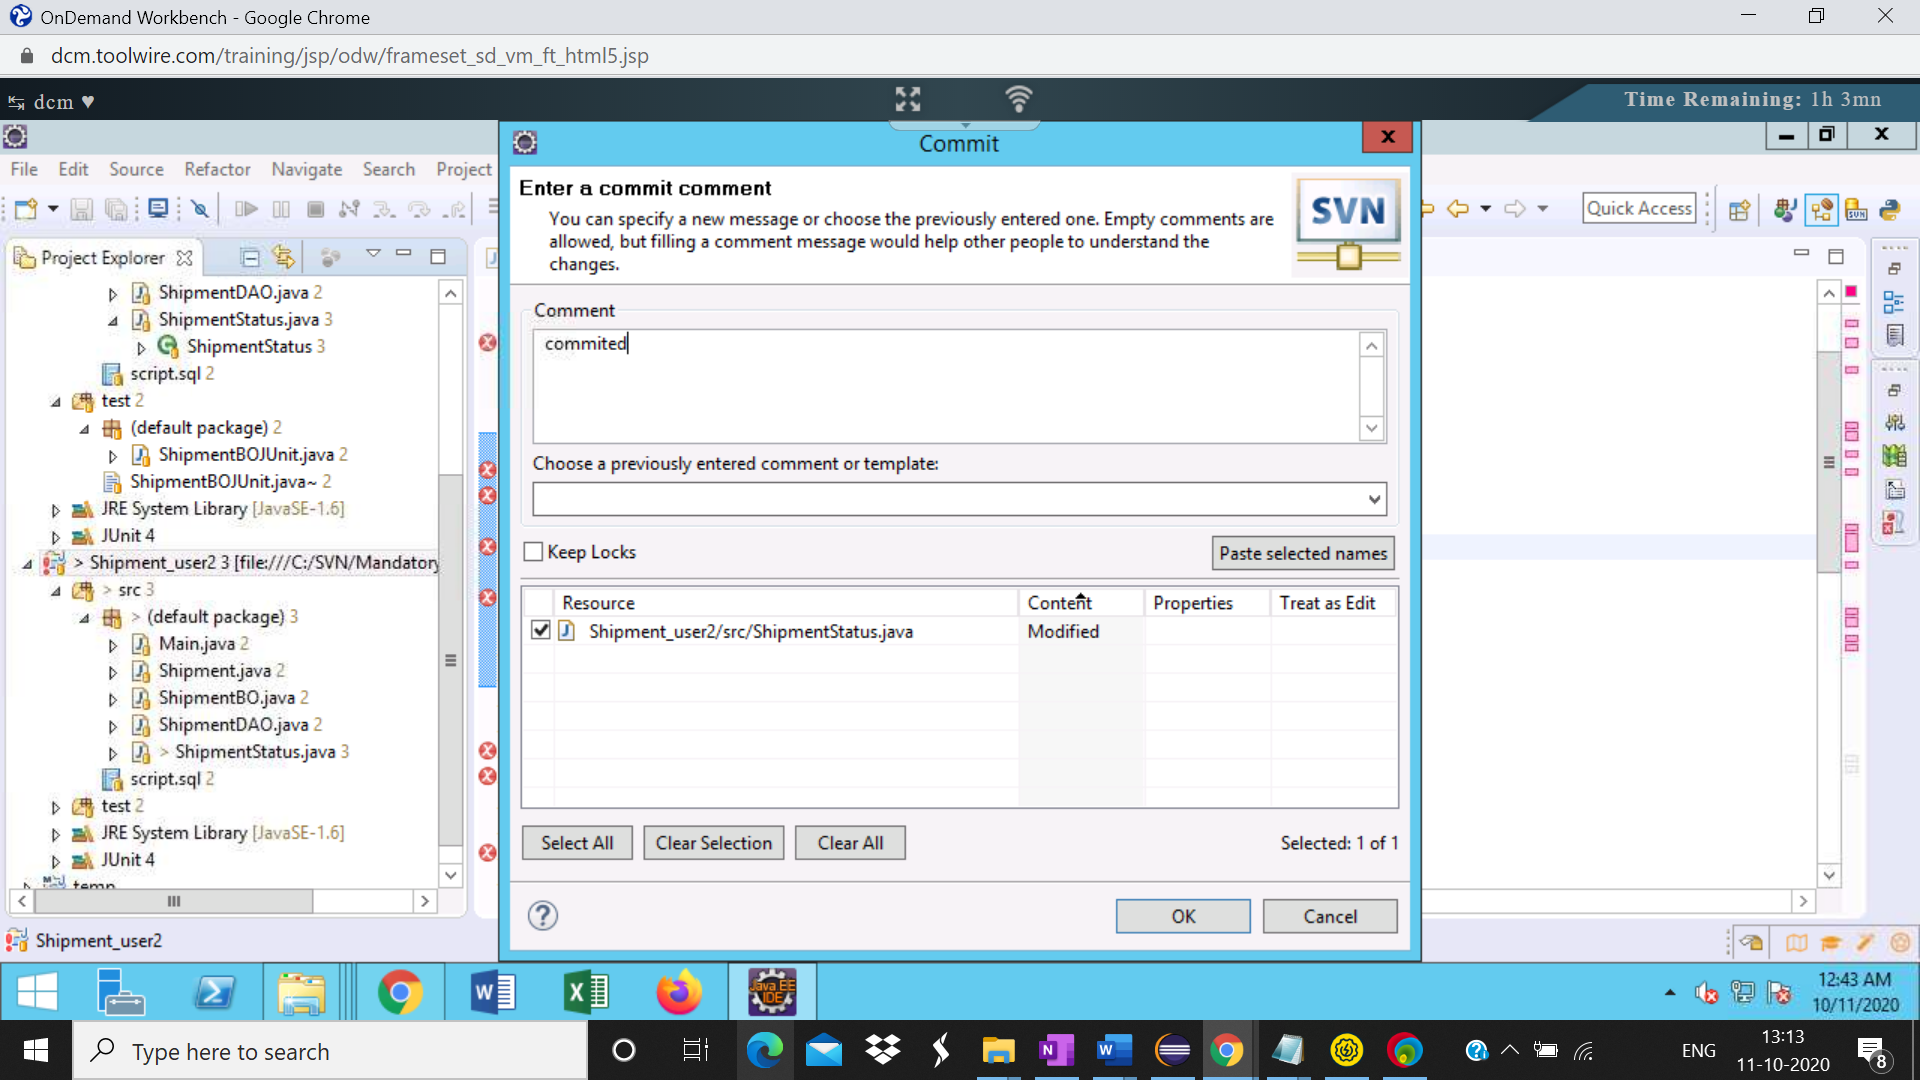 OnDemand Workbench - Google Chrome
dcm.toolwire.com/training/jsp/odw/frameset_sd_vm_ft_html5.jsp
dcm ♥
Time Remaining: 1h 3mn
Commit
File Edit Source Refactor Navigate Search Project
Enter a commit comment
You can specify a new message or choose the previously entered one. Empty comments are
allowed, but filling a comment message would help other people to understand the
changes.
SVN
Quick Access
Project Explorer
ShipmentDAO.java 2
ShipmentStatus.java 3
ShipmentStatus 3
script.sql 2
test 2
(default package) 2
ShipmentBOJUnit.java 2
ShipmentBOJUnit.java~ 2
JRE System Library [JavaSE-1.6]
JUnit 4
> Shipment_user2 3 [file:///C:/SVN/Mandatory
> src 3
> (default package) 3
Main.java 2
Shipment.java 2
ShipmentBO.java 2
ShipmentDAO.java 2
> ShipmentStatus.java 3
script.sql 2
test 2
JRE System Library [JavaSE-1.6]
JUnit 4
temp
Comment
commited
Choose a previously entered comment or template:
Keep Locks
Paste selected names
Resource Content Properties Treat as Edit
Shipment_user2/src/ShipmentStatus.java Modified
Select All Clear Selection Clear All Selected: 1 of 1
OK Cancel
Shipment_user2
Java EE
IDE
12:43 AM
10/11/2020
Type here to search
ENG
13:13
11-10-2020
8